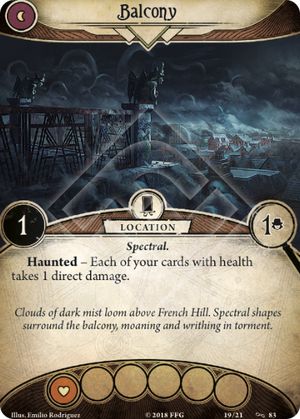 Balcony
1
LOCATION
1
Spectral.
Haunted – Each of your cards with health
takes 1 direct damage.
Clouds of dark mist loom above French Hill. Spectral shapes
surround the balcony, moaning and writhing in torment.
Illus. Emilio Rodriguez
© 2018 FFG
19/21
83